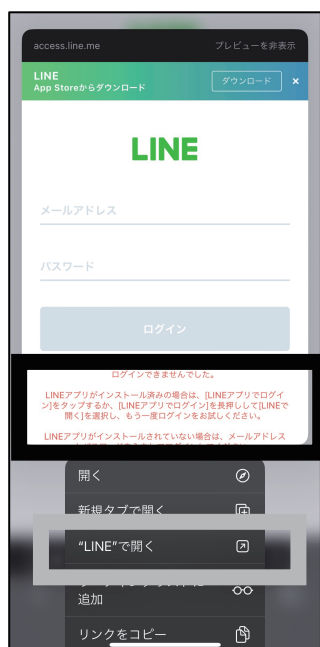 access.line.me プレビューを非表示
LINE
App Storeからダウンロード
ダウンロード ×
LINE
メールアドレス
パスワード
ログイン
ログインできませんでした。
LINEアプリがインストール済みの場合は、[LINEアプリでログイ
ン]をタップするか、[LINEアプリでログイン]を長押しして[LINEで
開く]を選択し、もう一度ログインをお試しください。
LINEアプリがインストールされていない場合は、メールアドレス
開く
新規タブで開く
“LINE”で開く
追加
リンクをコピー